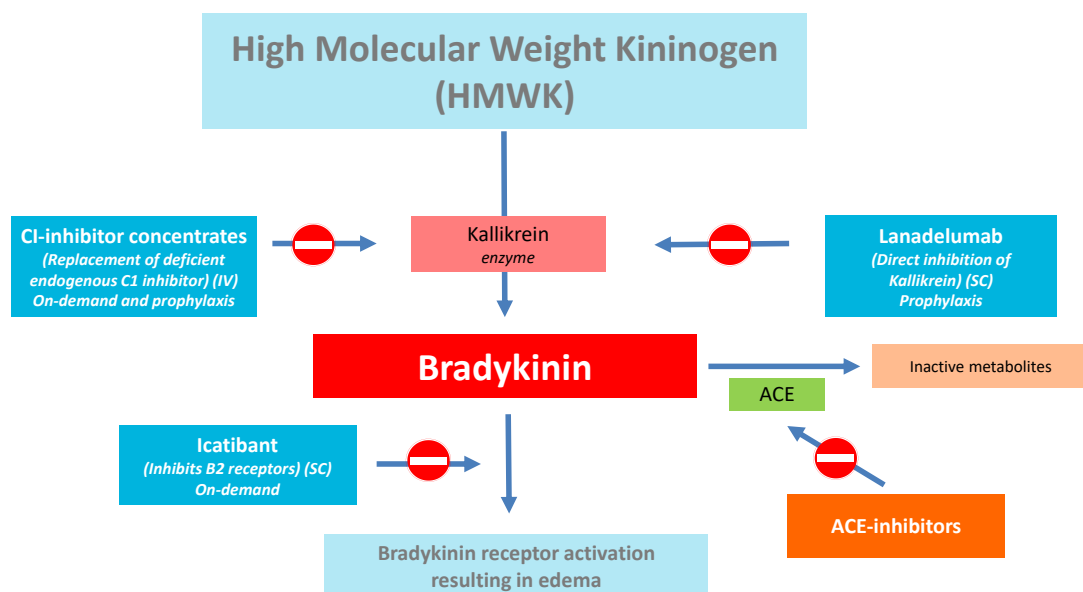 High Molecular Weight Kininogen
(HMWK)
CI-inhibitor concentrates
(Replacement of deficient
endogenous C1 inhibitor) (IV)
On-demand and prophylaxis
Kallikrein
enzyme
Lanadelumab
(Direct inhibition of
Kallikrein) (SC)
Prophylaxis
Bradykinin
Inactive metabolites
ACE
Icatibant
(Inhibits B2 receptors) (SC)
On-demand
ACE-inhibitors
Bradykinin receptor activation
resulting in edema